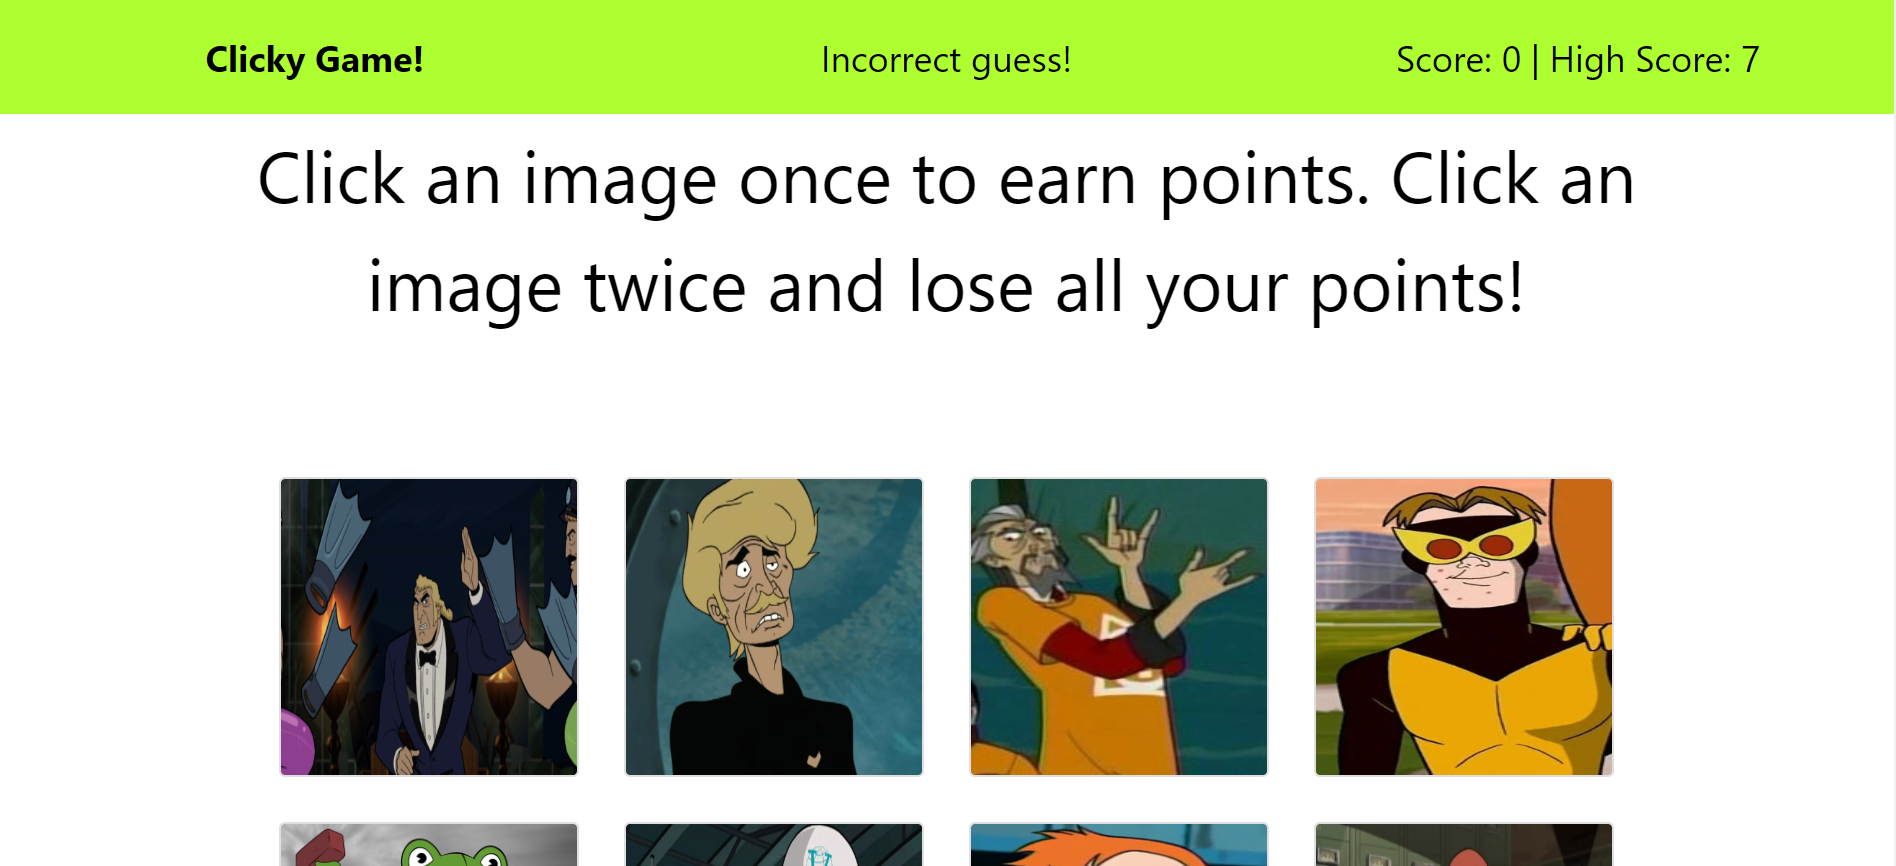 Clicky Game! Incorrect guess! Score: 0 | High Score: 7
Click an image once to earn points. Click an
image twice and lose all your points!